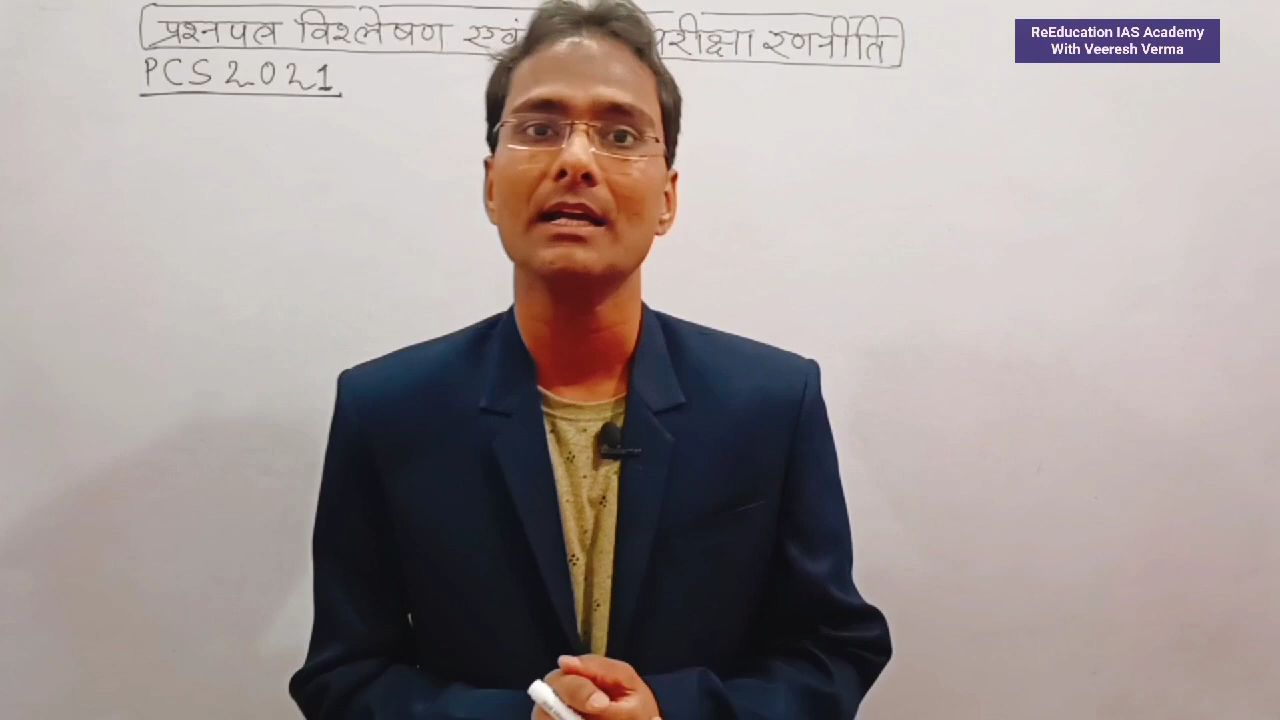 प्रश्नपत्र विश्लेषण एवं परीक्षा रणनीति
PCS 2021
ReEducation IAS Academy
With Veeresh Verma